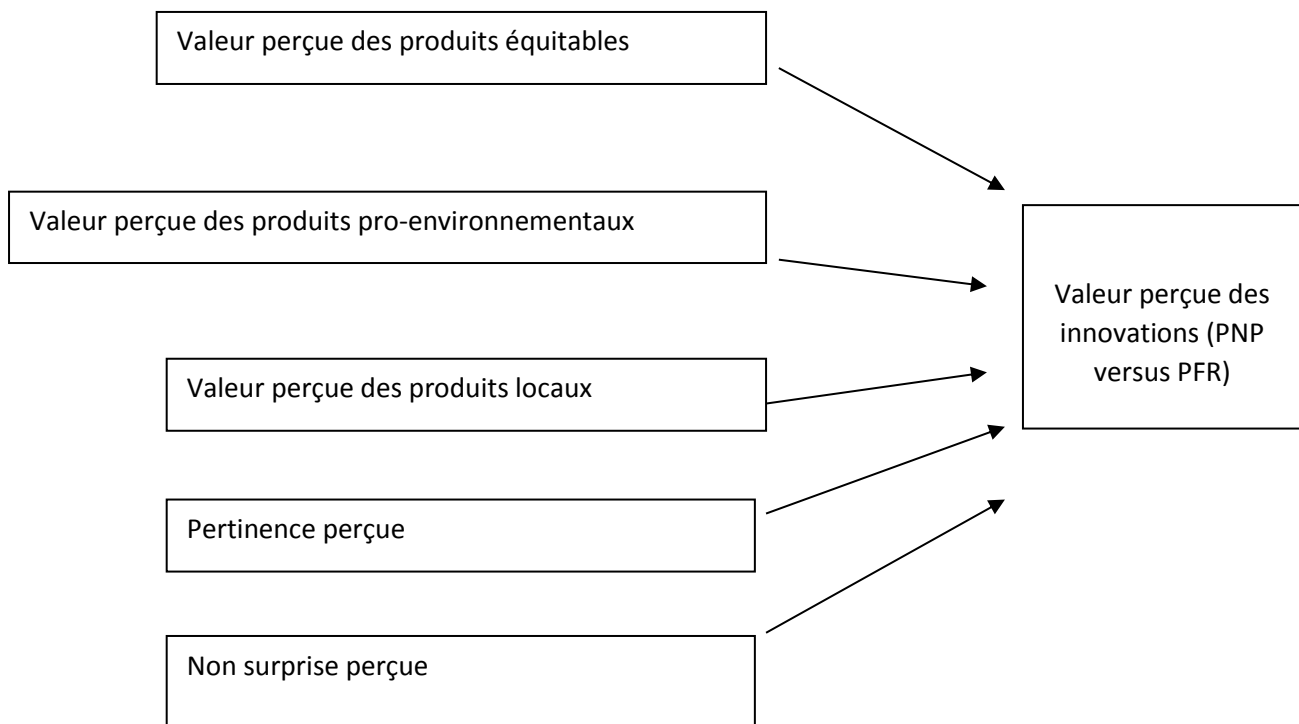 Valeur perçue des produits équitables
Valeur perçue des produits pro-environnementaux
Valeur perçue des
innovations (PNP
versus PFR)
Valeur perçue des produits locaux
Pertinence perçue
Non surprise perçue